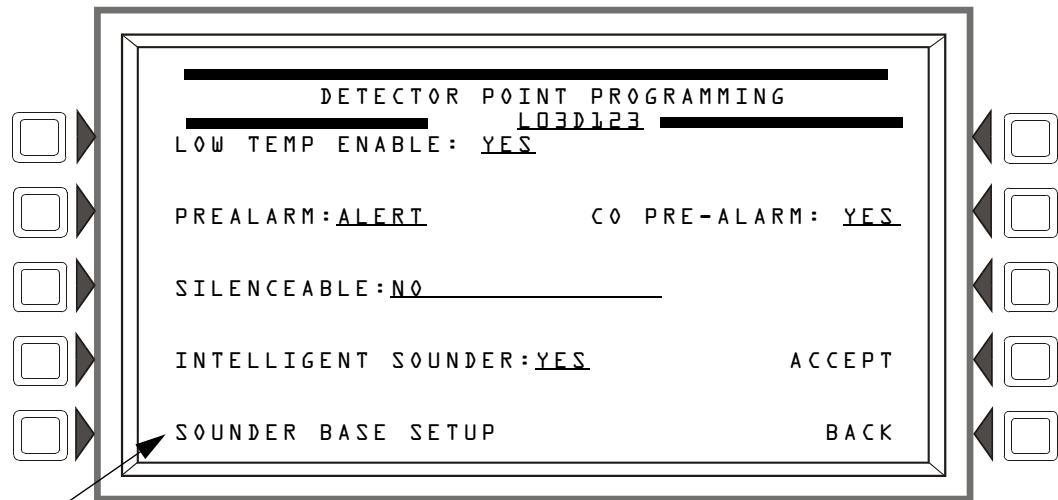 DETECTOR POINT PROGRAMMING
L03D123
LOW TEMP ENABLE: YES
PREALARM:ALERT CO PRE-ALARM: YES
SILENCEABLE:NO
INTELLIGENT SOUNDER:YES ACCEPT
SOUNDER BASE SETUP BACK